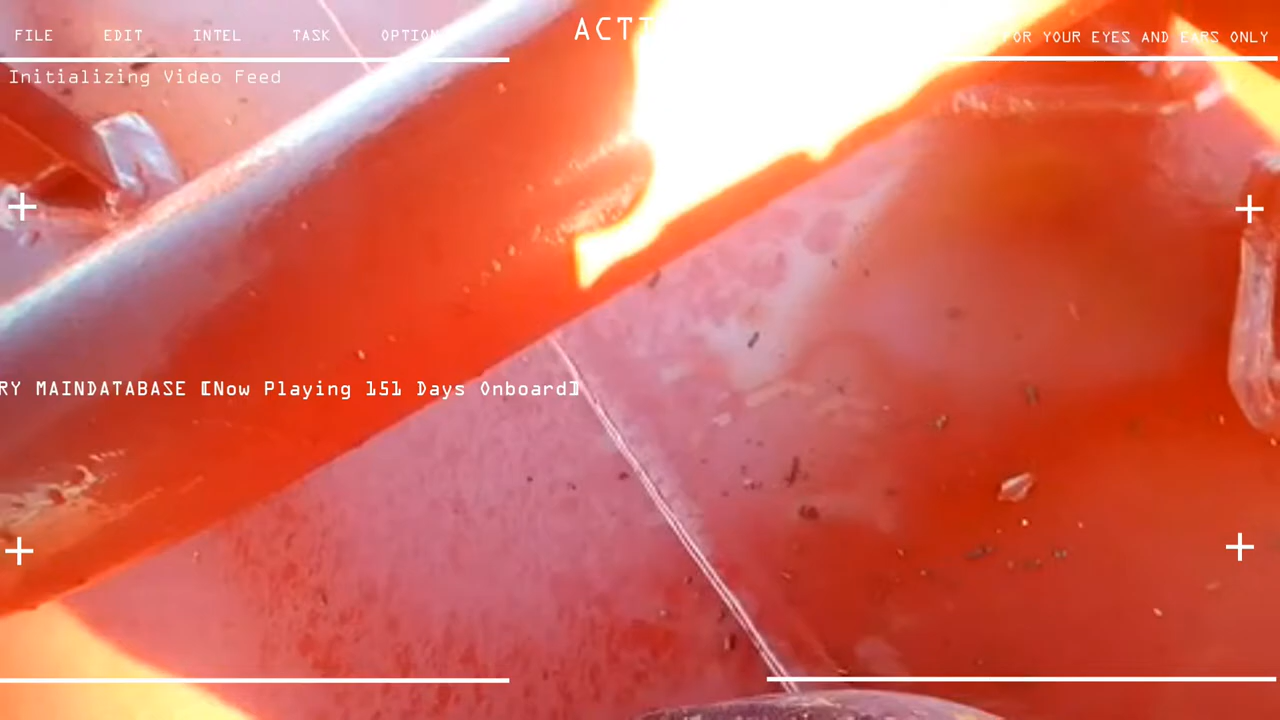 FILE EDIT INTEL TASK OPTION
ACTI
FOR YOUR EYES AND EARS ONLY
Initializing Video Feed
RY MAINDATABASE [Now Playing 151 Days Onboard]